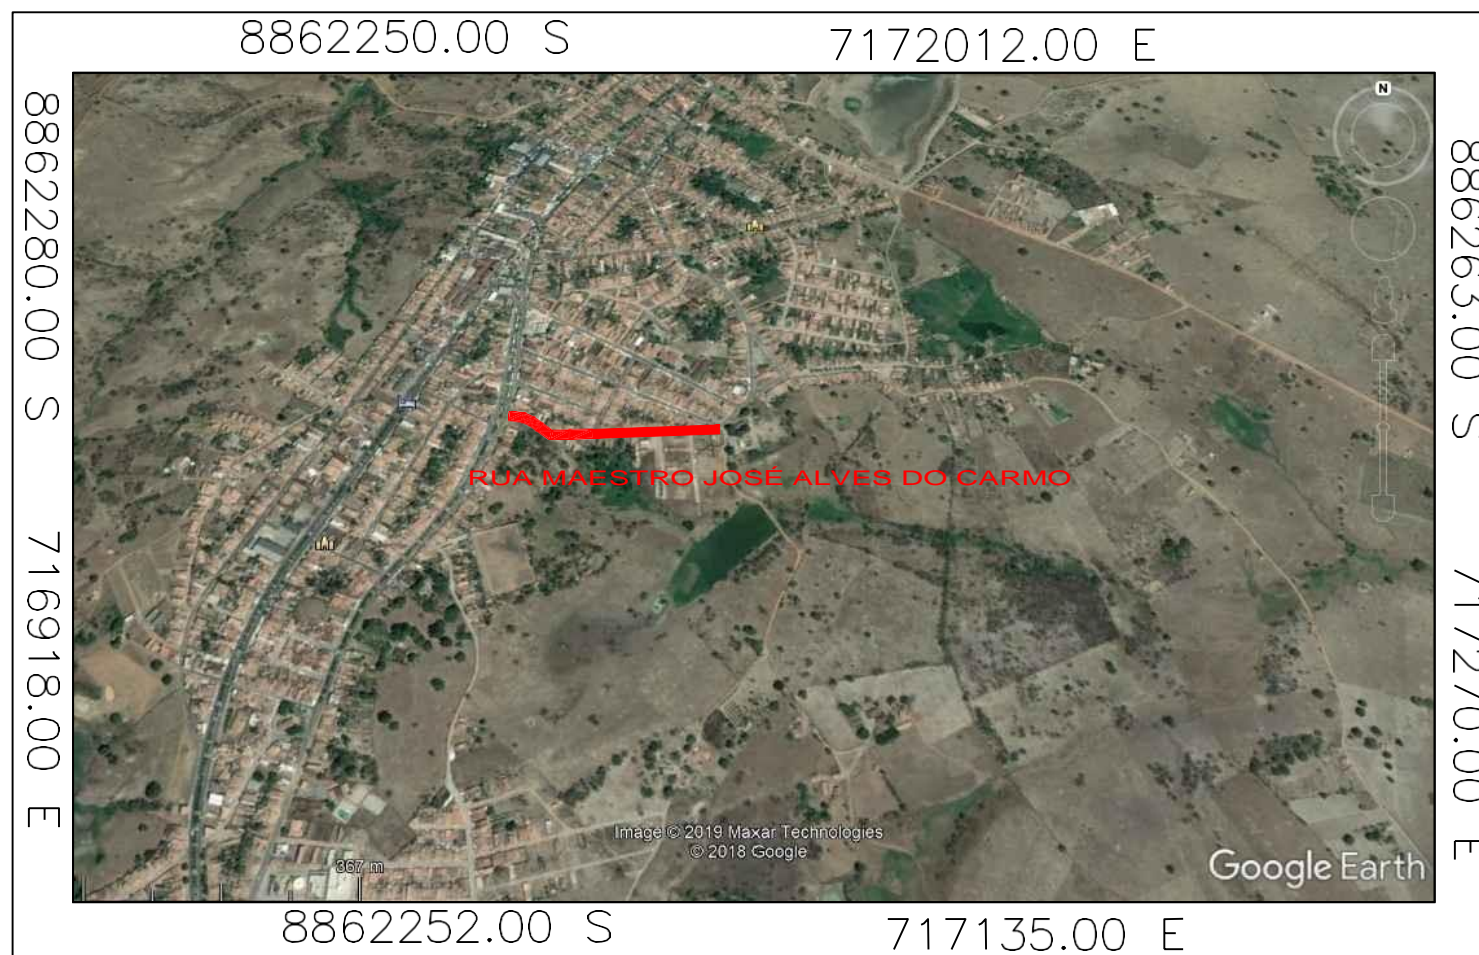 8862250.00 S
7172012.00 E
8862280.00 S
716918.00 E
8862263.00 S
717270.00 E
N
RUA MAESTRO JOSÉ ALVES DO CARMO
Image © 2019 Maxar Technologies
© 2018 Google
367 m
Google Earth
8862252.00 S
717135.00 E